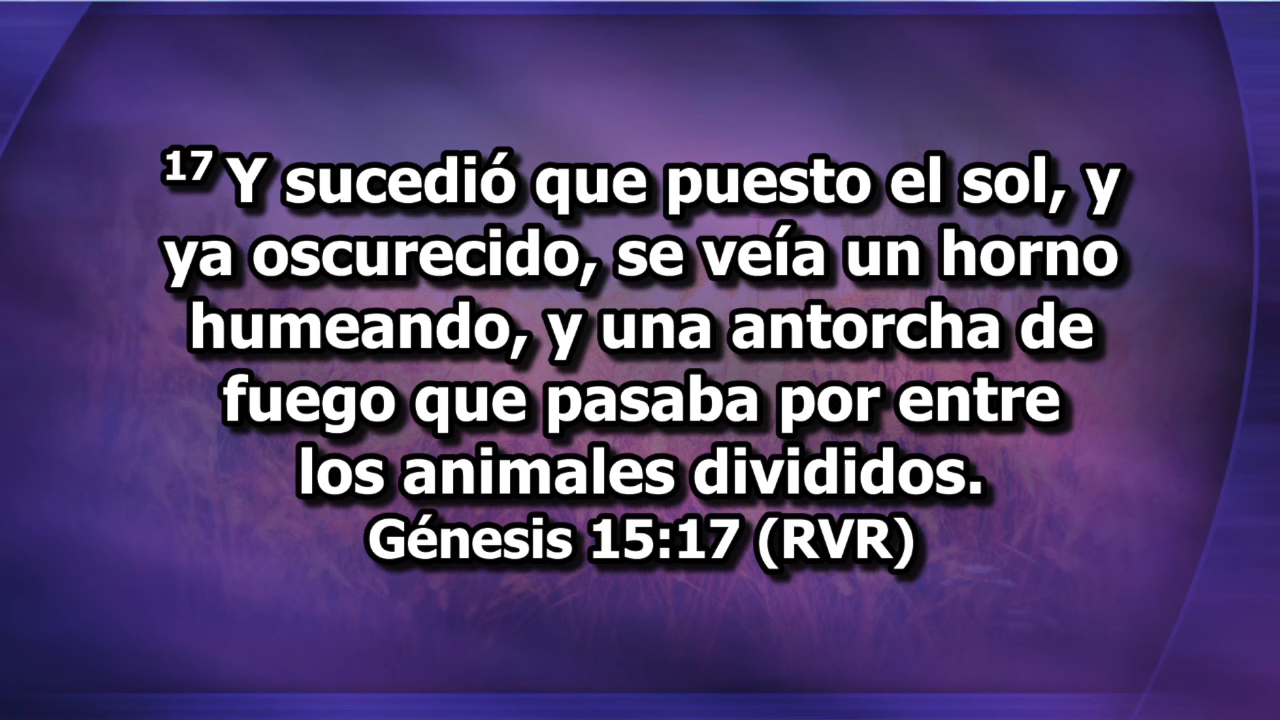 17 Y sucedió que puesto el sol, y
ya oscurecido, se veía un horno
humeando, y una antorcha de
fuego que pasaba por entre
los animales divididos.
Génesis 15:17 (RVR)